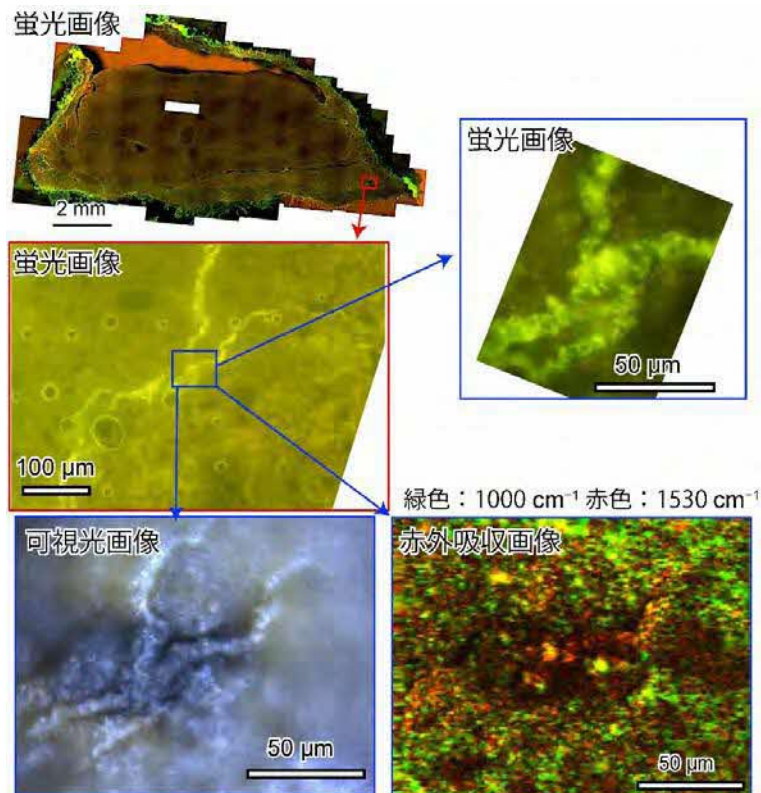 蛍光画像
2 mm
蛍光画像
50 μm
蛍光画像
100 μm
緑色：1000 cm⁻¹ 赤色：1530 cm⁻¹
可視光画像
50 μm
赤外吸収画像
50 μm